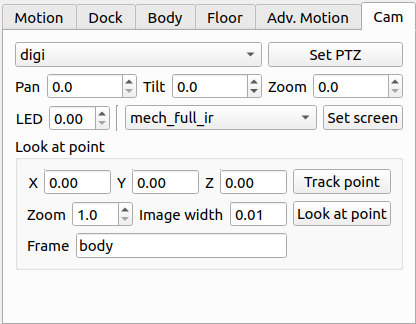 Motion Dock Body Floor Adv. Motion Cam
digi Set PTZ
Pan 0.0 Tilt 0.0 Zoom 0.0
LED 0.00 mech_full_ir Set screen
Look at point
X 0.00 Y 0.00 Z 0.00 Track point
Zoom 1.0 Image width 0.01 Look at point
Frame body